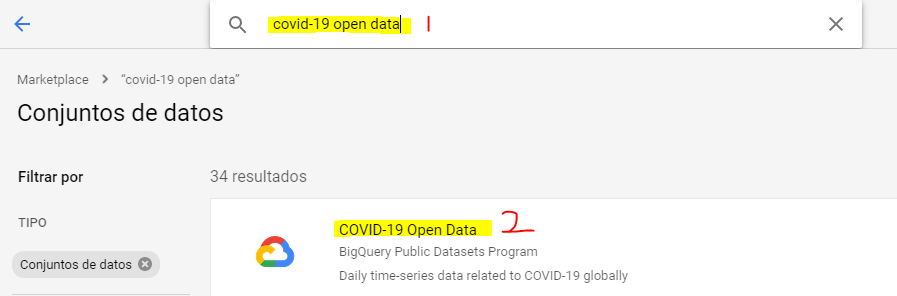 covid-19 open data 1
Marketplace > “covid-19 open data”
Conjuntos de datos
Filtrar por
34 resultados
TIPO
COVID-19 Open Data 2
BigQuery Public Datasets Program
Conjuntos de datos
Daily time-series data related to COVID-19 globally